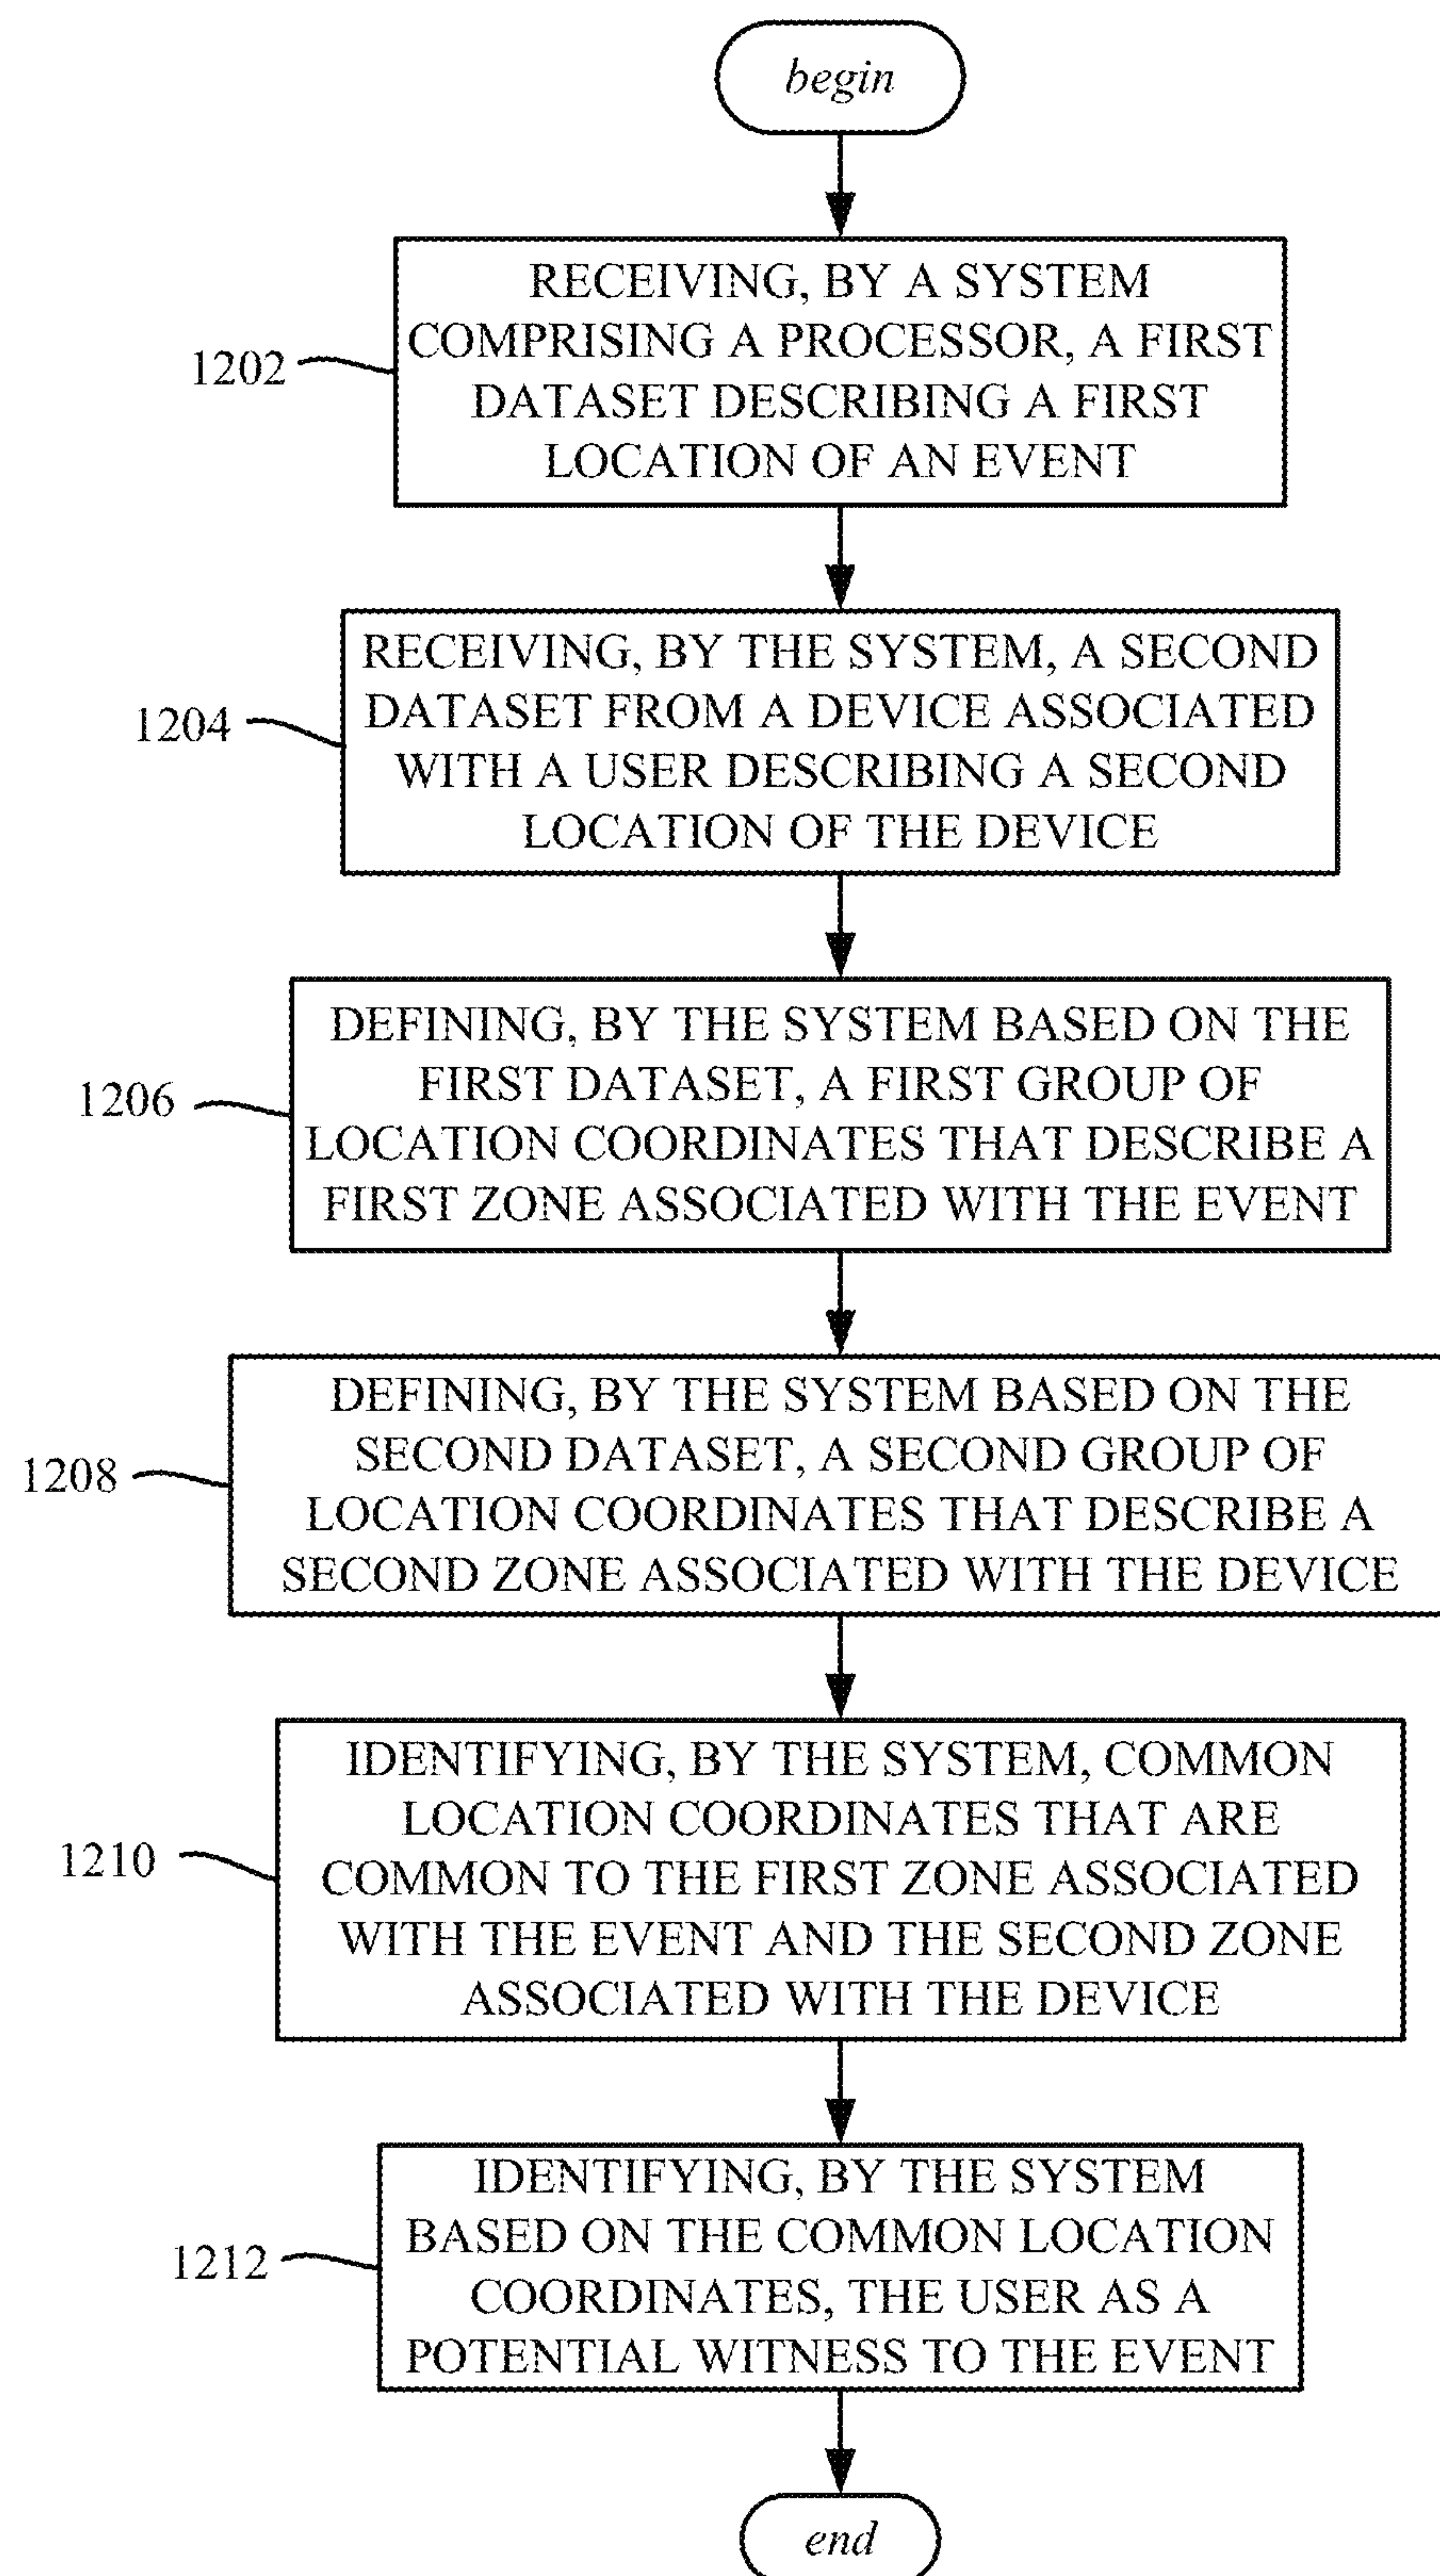 begin
RECEIVING, BY A SYSTEM
COMPRISING A PROCESSOR, A FIRST
DATASET DESCRIBING A FIRST
LOCATION OF AN EVENT
1202
RECEIVING, BY THE SYSTEM, A SECOND
DATASET FROM A DEVICE ASSOCIATED
WITH A USER DESCRIBING A SECOND
LOCATION OF THE DEVICE
1204
DEFINING, BY THE SYSTEM BASED ON THE
FIRST DATASET, A FIRST GROUP OF
LOCATION COORDINATES THAT DESCRIBE A
FIRST ZONE ASSOCIATED WITH THE EVENT
1206
DEFINING, BY THE SYSTEM BASED ON THE
SECOND DATASET, A SECOND GROUP OF
LOCATION COORDINATES THAT DESCRIBE A
SECOND ZONE ASSOCIATED WITH THE DEVICE
1208
IDENTIFYING, BY THE SYSTEM, COMMON
LOCATION COORDINATES THAT ARE
COMMON TO THE FIRST ZONE ASSOCIATED
WITH THE EVENT AND THE SECOND ZONE
ASSOCIATED WITH THE DEVICE
1210
IDENTIFYING, BY THE SYSTEM
BASED ON THE COMMON LOCATION
COORDINATES, THE USER AS A
POTENTIAL WITNESS TO THE EVENT
1212
end